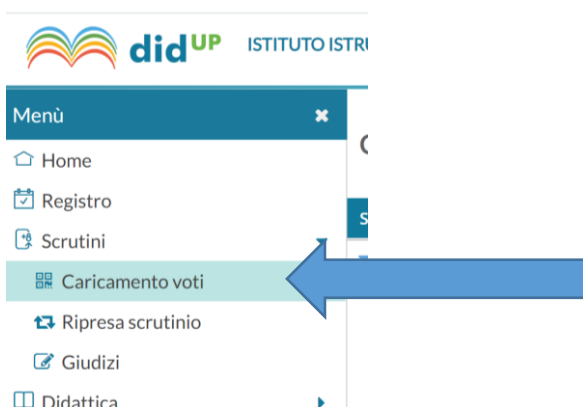 didUP ISTITUTO ISTRU
Menù
Home
Registro
Scrutini
Caricamento voti
Ripresa scrutinio
Giudizi
Didattica